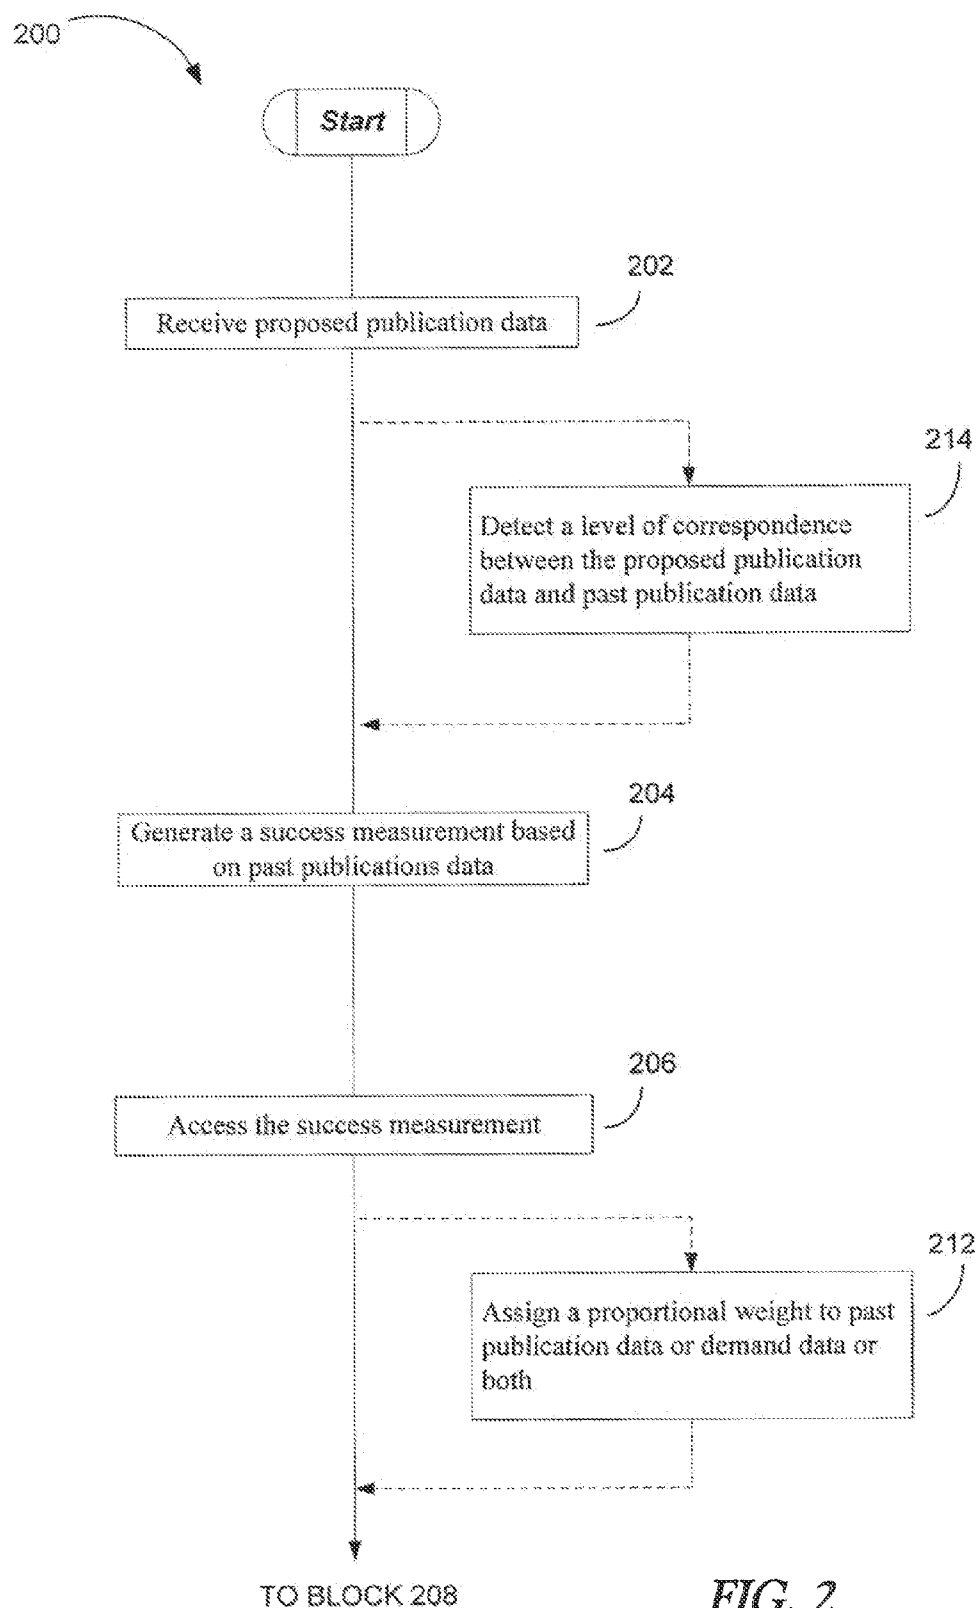 200
Start
202
Receive proposed publication data
214
Detect a level of correspondence
between the proposed publication
data and past publication data
204
Generate a success measurement based
on past publications data
206
Access the success measurement
212
Assign a proportional weight to past
publication data or demand data or
both
TO BLOCK 208
FIG. 2